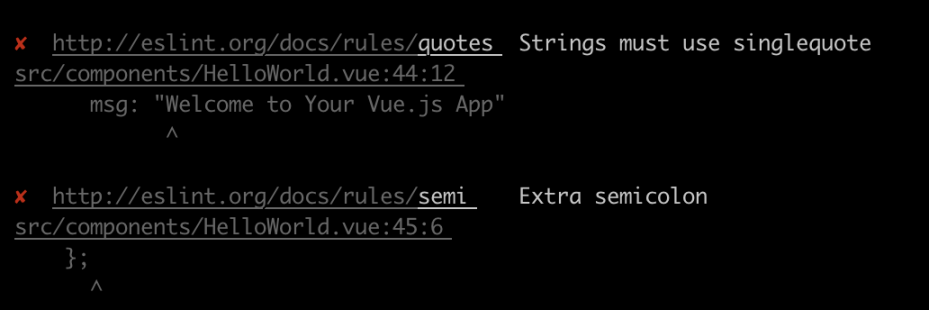 ✘ http://eslint.org/docs/rules/quotes Strings must use singlequote
src/components/HelloWorld.vue:44:12
msg: "Welcome to Your Vue.js App"
^
✘ http://eslint.org/docs/rules/semi Extra semicolon
src/components/HelloWorld.vue:45:6
};
^